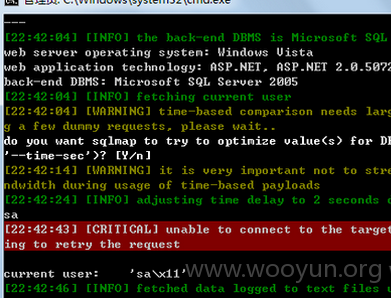 管理员: C:\Windows\system32\cmd.exe
---
[22:42:04] [INFO] the back-end DBMS is Microsoft SQL
web server operating system: Windows Vista
web application technology: ASP.NET, ASP.NET 2.0.5072
back-end DBMS: Microsoft SQL Server 2005
[22:42:04] [INFO] fetching current user
[22:42:04] [WARNING] time-based comparison needs larg
g a few dummy requests, please wait..
do you want sqlmap to try to optimize value(s) for DB
'--time-sec')? [Y/n]
[22:42:14] [WARNING] it is very important not to stre
ndwidth during usage of time-based payloads
[22:42:24] [INFO] adjusting time delay to 2 seconds d
sa
[22:42:43] [CRITICAL] unable to connect to the target
ing to retry the request
current user:    'sa\x11'
www.wooyun.org
[22:42:46] [INFO] fetched data logged to text files u